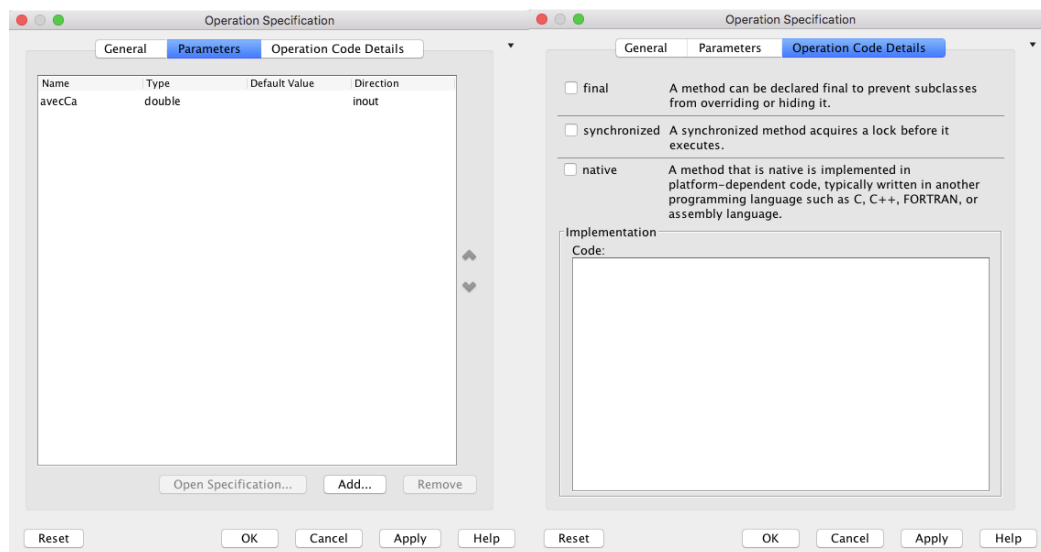 Operation Specification
General Parameters Operation Code Details
Name Type Default Value Direction
avecCa double inout
Open Specification... Add... Remove
Reset OK Cancel Apply Help
Operation Specification
General Parameters Operation Code Details
final A method can be declared final to prevent subclasses
from overriding or hiding it.
synchronized A synchronized method acquires a lock before it
executes.
native A method that is native is implemented in
platform-dependent code, typically written in another
programming language such as C, C++, FORTRAN, or
assembly language.
Implementation
Code:
Reset OK Cancel Apply Help